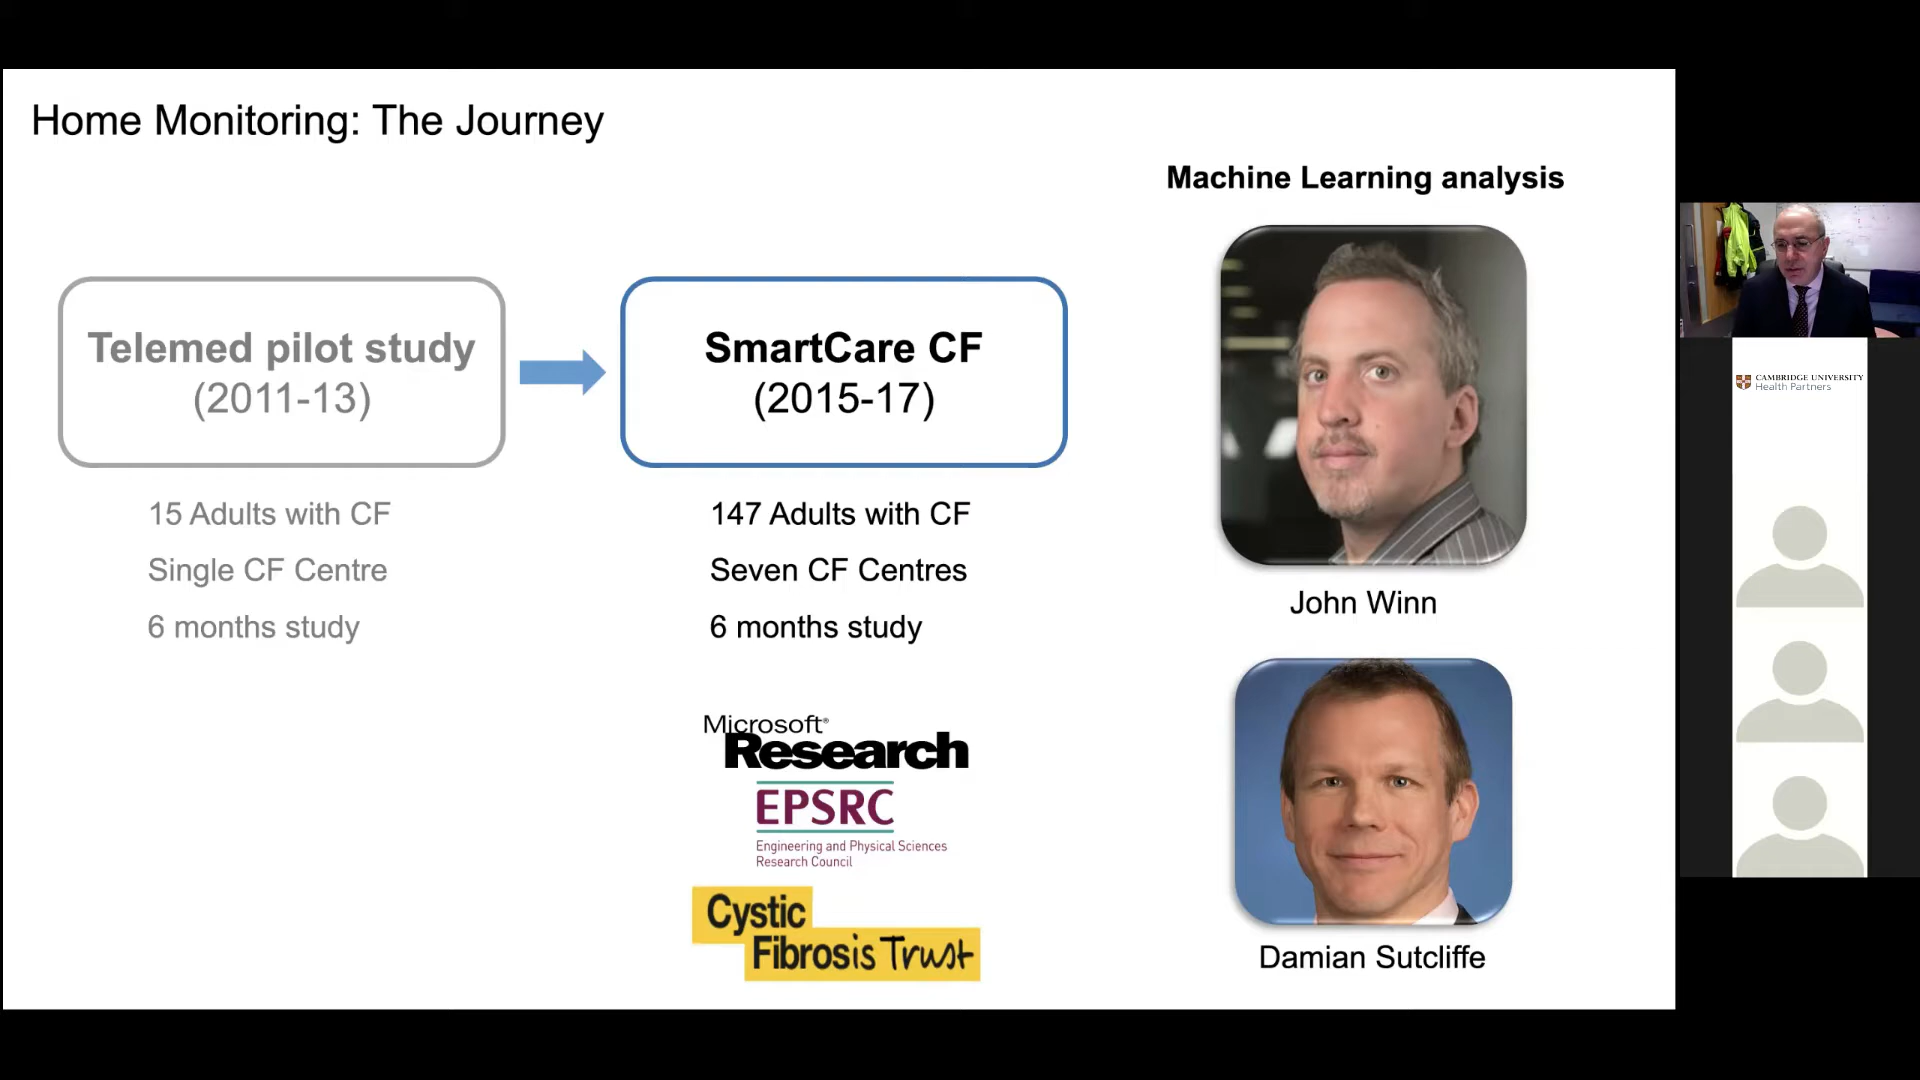 Home Monitoring: The Journey
Telemed pilot study
(2011-13)
15 Adults with CF
Single CF Centre
6 months study
SmartCare CF
(2015-17)
147 Adults with CF
Seven CF Centres
6 months study
Microsoft®
Research
EPSRC
Engineering and Physical Sciences
Research Council
Cystic
Fibrosis Trust
Machine Learning analysis
John Winn
Damian Sutcliffe
CAMBRIDGE UNIVERSITY
Health Partners